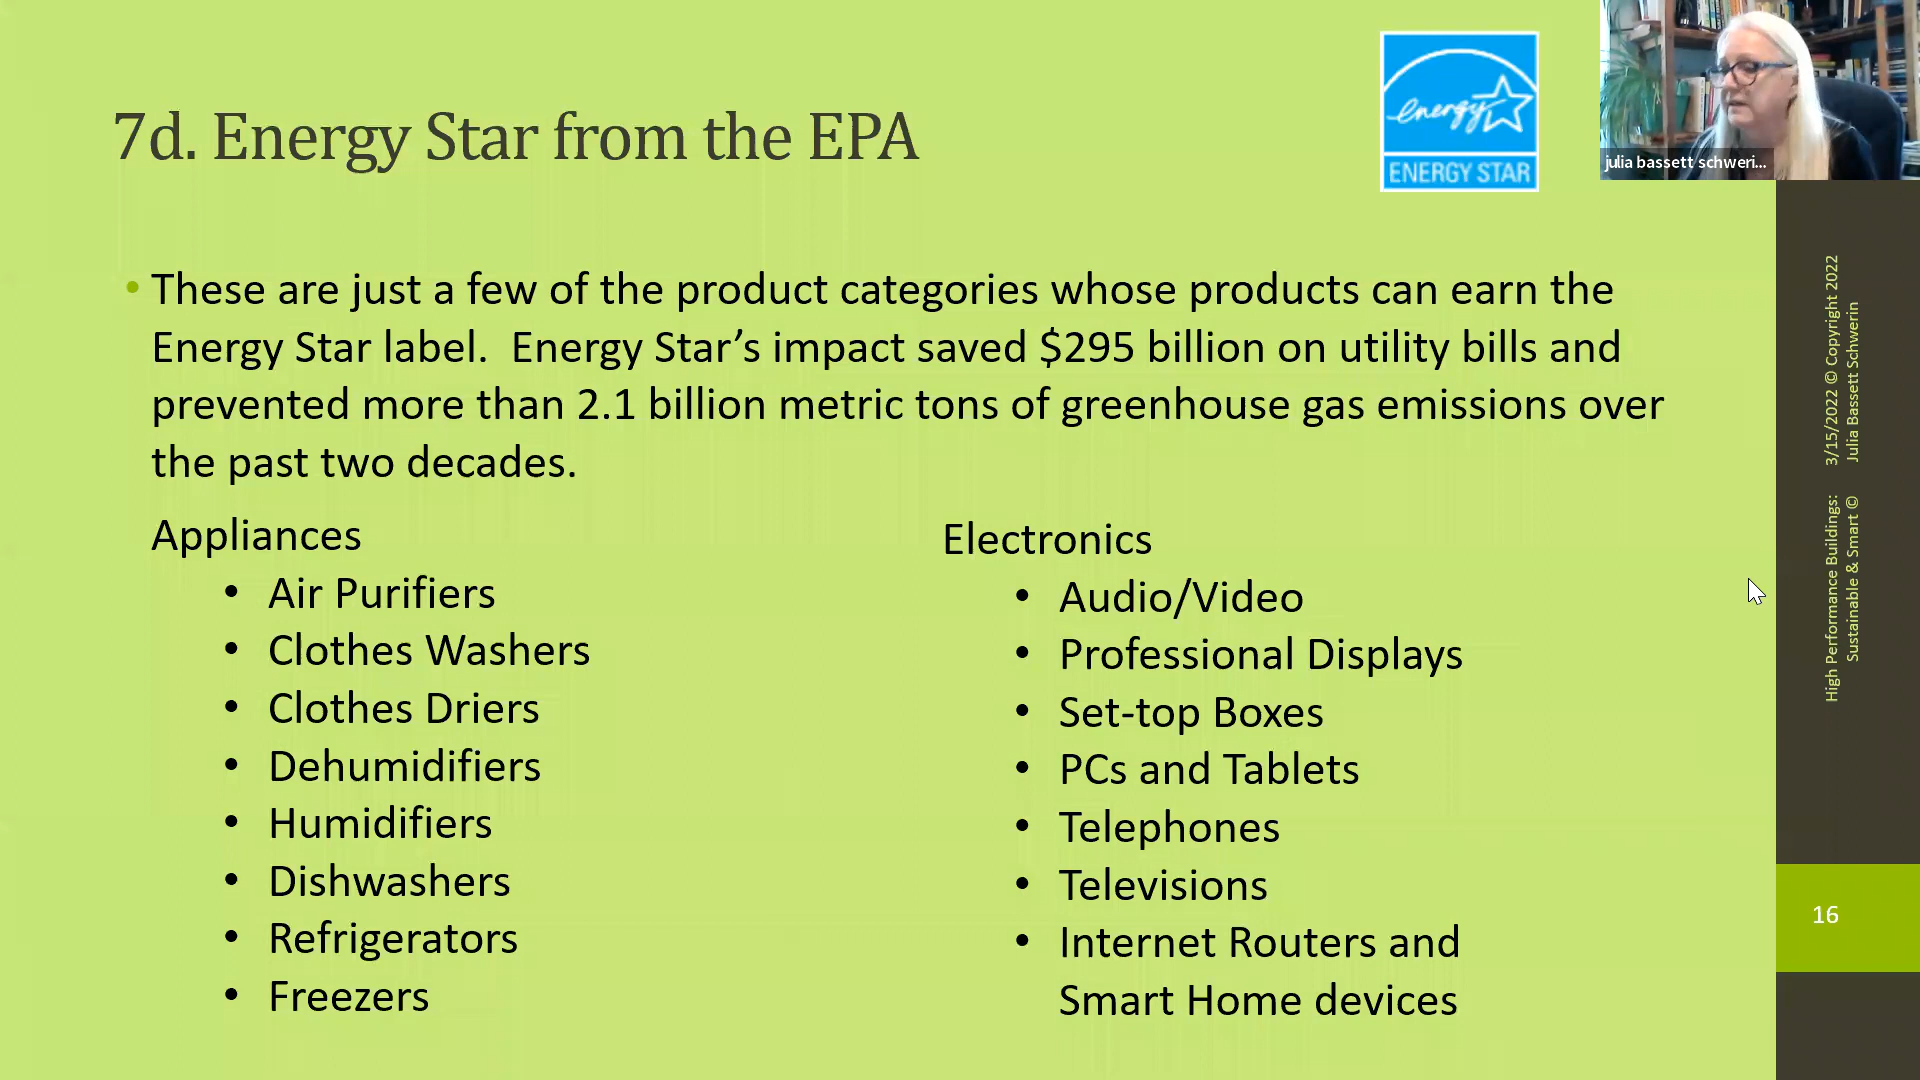 7d. Energy Star from the EPA
energy
ENERGY STAR
julia bassett schweri...
• These are just a few of the product categories whose products can earn the
Energy Star label.  Energy Star’s impact saved $295 billion on utility bills and
prevented more than 2.1 billion metric tons of greenhouse gas emissions over
the past two decades.
Appliances
• Air Purifiers
• Clothes Washers
• Clothes Driers
• Dehumidifiers
• Humidifiers
• Dishwashers
• Refrigerators
• Freezers
Electronics
• Audio/Video
• Professional Displays
• Set-top Boxes
• PCs and Tablets
• Telephones
• Televisions
• Internet Routers and
Smart Home devices
3/15/2022 © Copyright 2022
Julia Bassett Schwerin
High Performance Buildings:
Sustainable & Smart ©
16